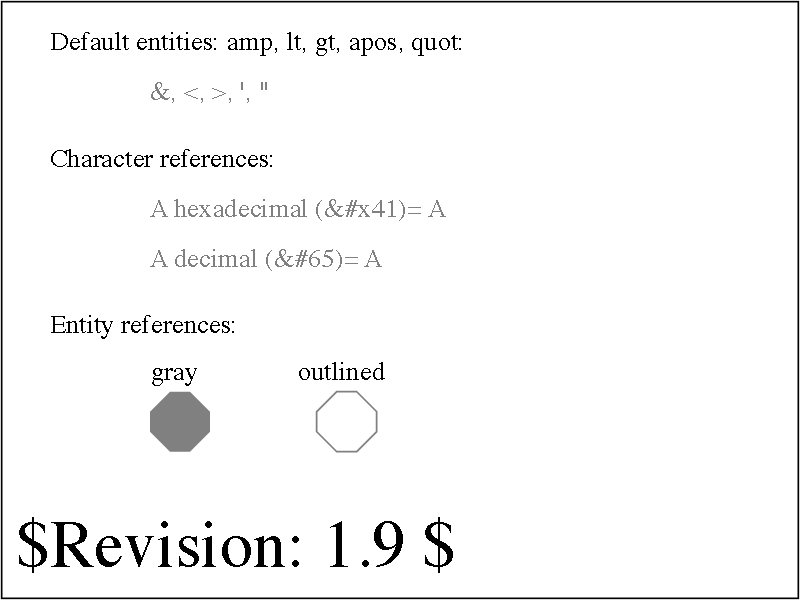 Default entities: amp, lt, gt, apos, quot:
&, <, >, ', "
Character references:
A hexadecimal (&#x41)= A
A decimal (&#65)= A
Entity references:
gray outlined
$Revision: 1.9 $